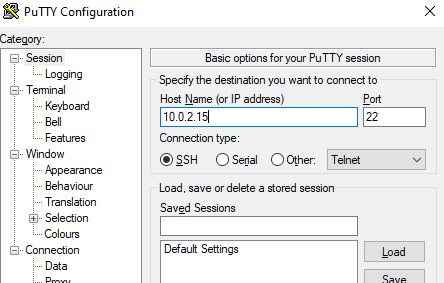 PuTTY Configuration
Category:
Session
Logging
Terminal
Keyboard
Bell
Features
Window
Appearance
Behaviour
Translation
Selection
Colours
Connection
Data
Proxy
Basic options for your PuTTY session
Specify the destination you want to connect to
Host Name (or IP address) Port
10.0.2.15 22
Connection type:
SSH Serial Other: Telnet
Load, save or delete a stored session
Saved Sessions
Default Settings
Load
Save